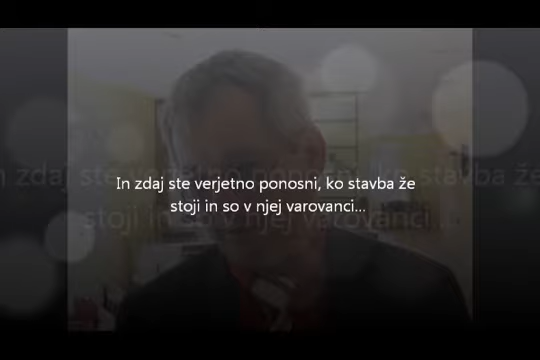 In zdaj ste verjetno ponosni, ko stavba že
stoji in so v njej varovanci...